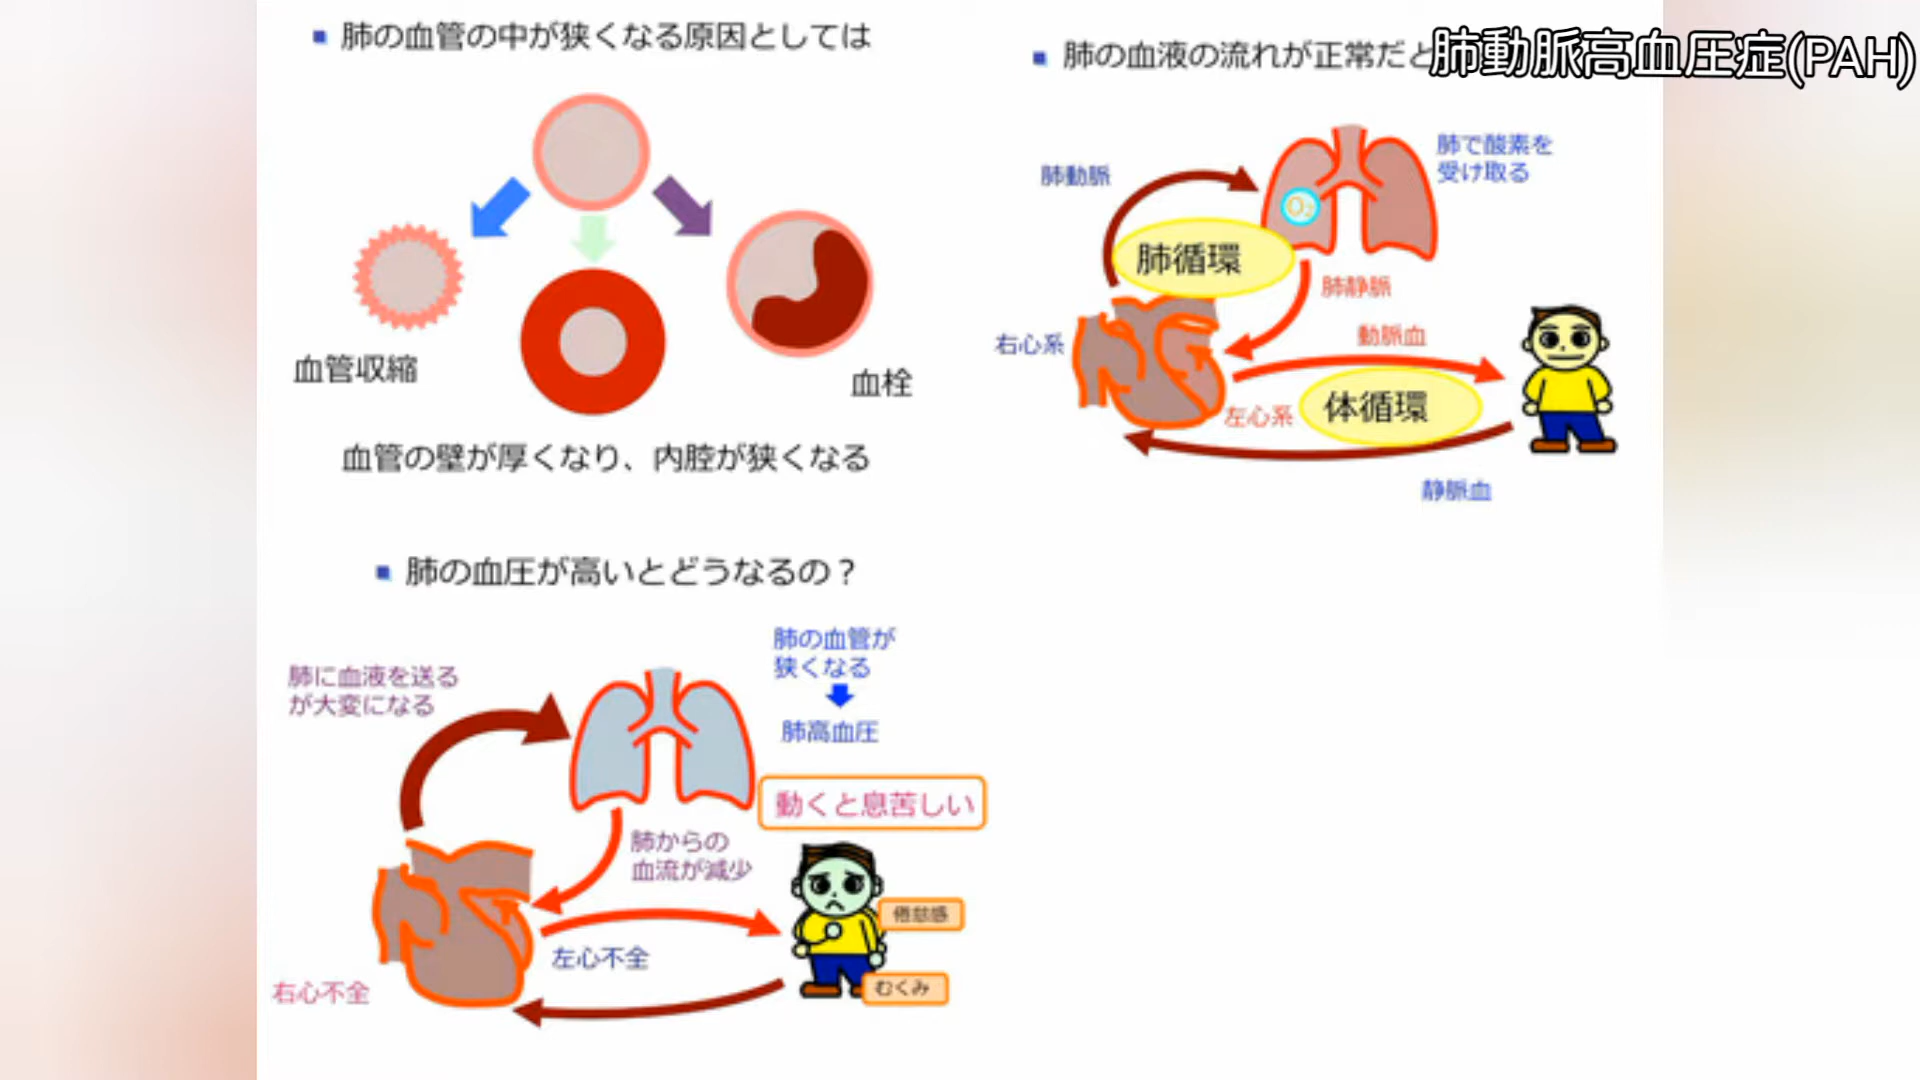 肺動脈高血圧症(PAH)
肺の血管の中が狭くなる原因としては
血管収縮
血栓
血管の壁が厚くなり、内腔が狭くなる
肺の血液の流れが正常だと
肺で酸素を
受け取る
肺動脈
O₂
肺循環
肺静脈
右心系
動脈血
左心系
体循環
静脈血
肺の血圧が高いとどうなるの？
肺の血管が
狭くなる
肺高血圧
肺に血液を送る
が大変になる
動くと息苦しい
肺からの
血流が減少
倦怠感
左心不全
むくみ
右心不全